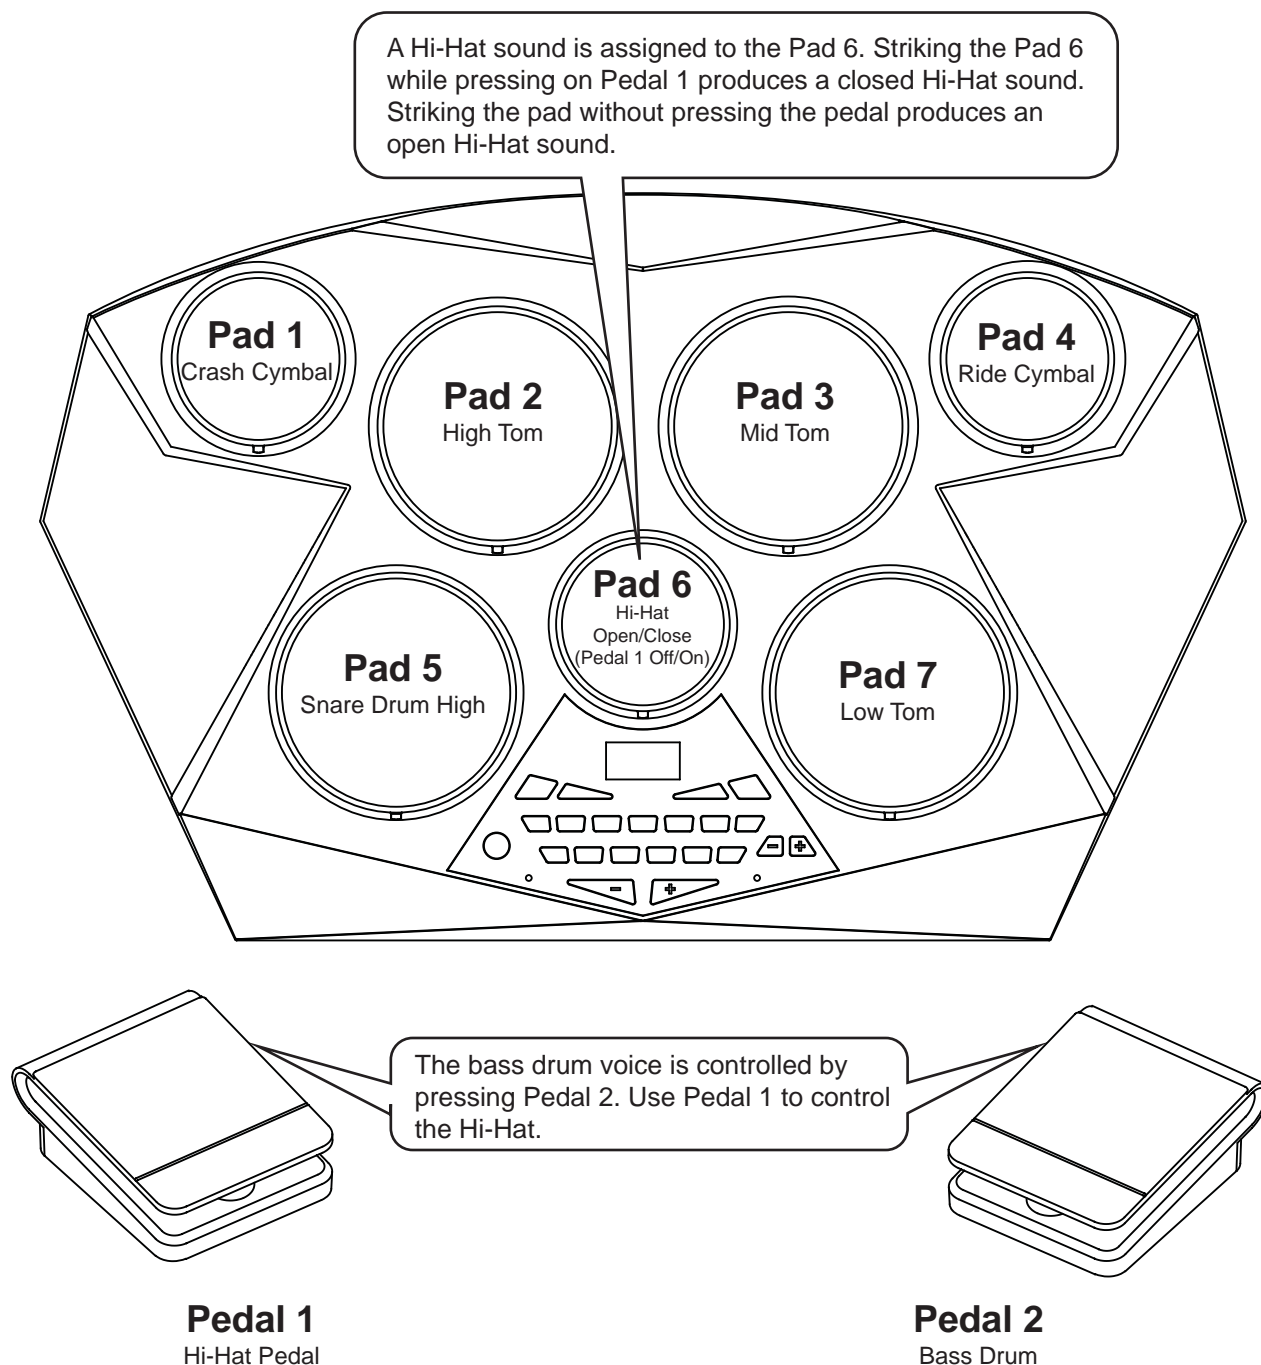 A Hi-Hat sound is assigned to the Pad 6. Striking the Pad 6
while pressing on Pedal 1 produces a closed Hi-Hat sound.
Striking the pad without pressing the pedal produces an
open Hi-Hat sound.
Pad 1
Crash Cymbal
Pad 2
High Tom
Pad 3
Mid Tom
Pad 4
Ride Cymbal
Pad 5
Snare Drum High
Pad 6
Hi-Hat
Open/Close
(Pedal 1 Off/On)
Pad 7
Low Tom
The bass drum voice is controlled by
pressing Pedal 2. Use Pedal 1 to control
the Hi-Hat.
Pedal 1
Hi-Hat Pedal
Pedal 2
Bass Drum